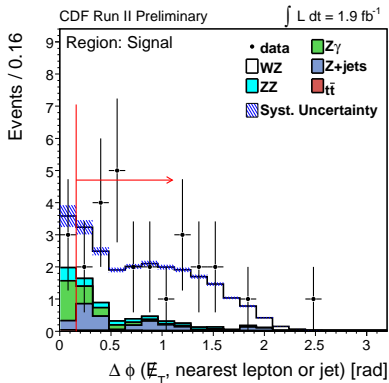 CDF Run II Preliminary ∫ L dt = 1.9 fb⁻¹
Region: Signal
data
WZ
ZZ
Zγ
Z+jets
tt̄
Syst. Uncertainty
Events / 0.16
9
8
7
6
5
4
3
2
1
0
0 0.5 1 1.5 2 2.5 3
Δ ϕ (E̸_T, nearest lepton or jet) [rad]